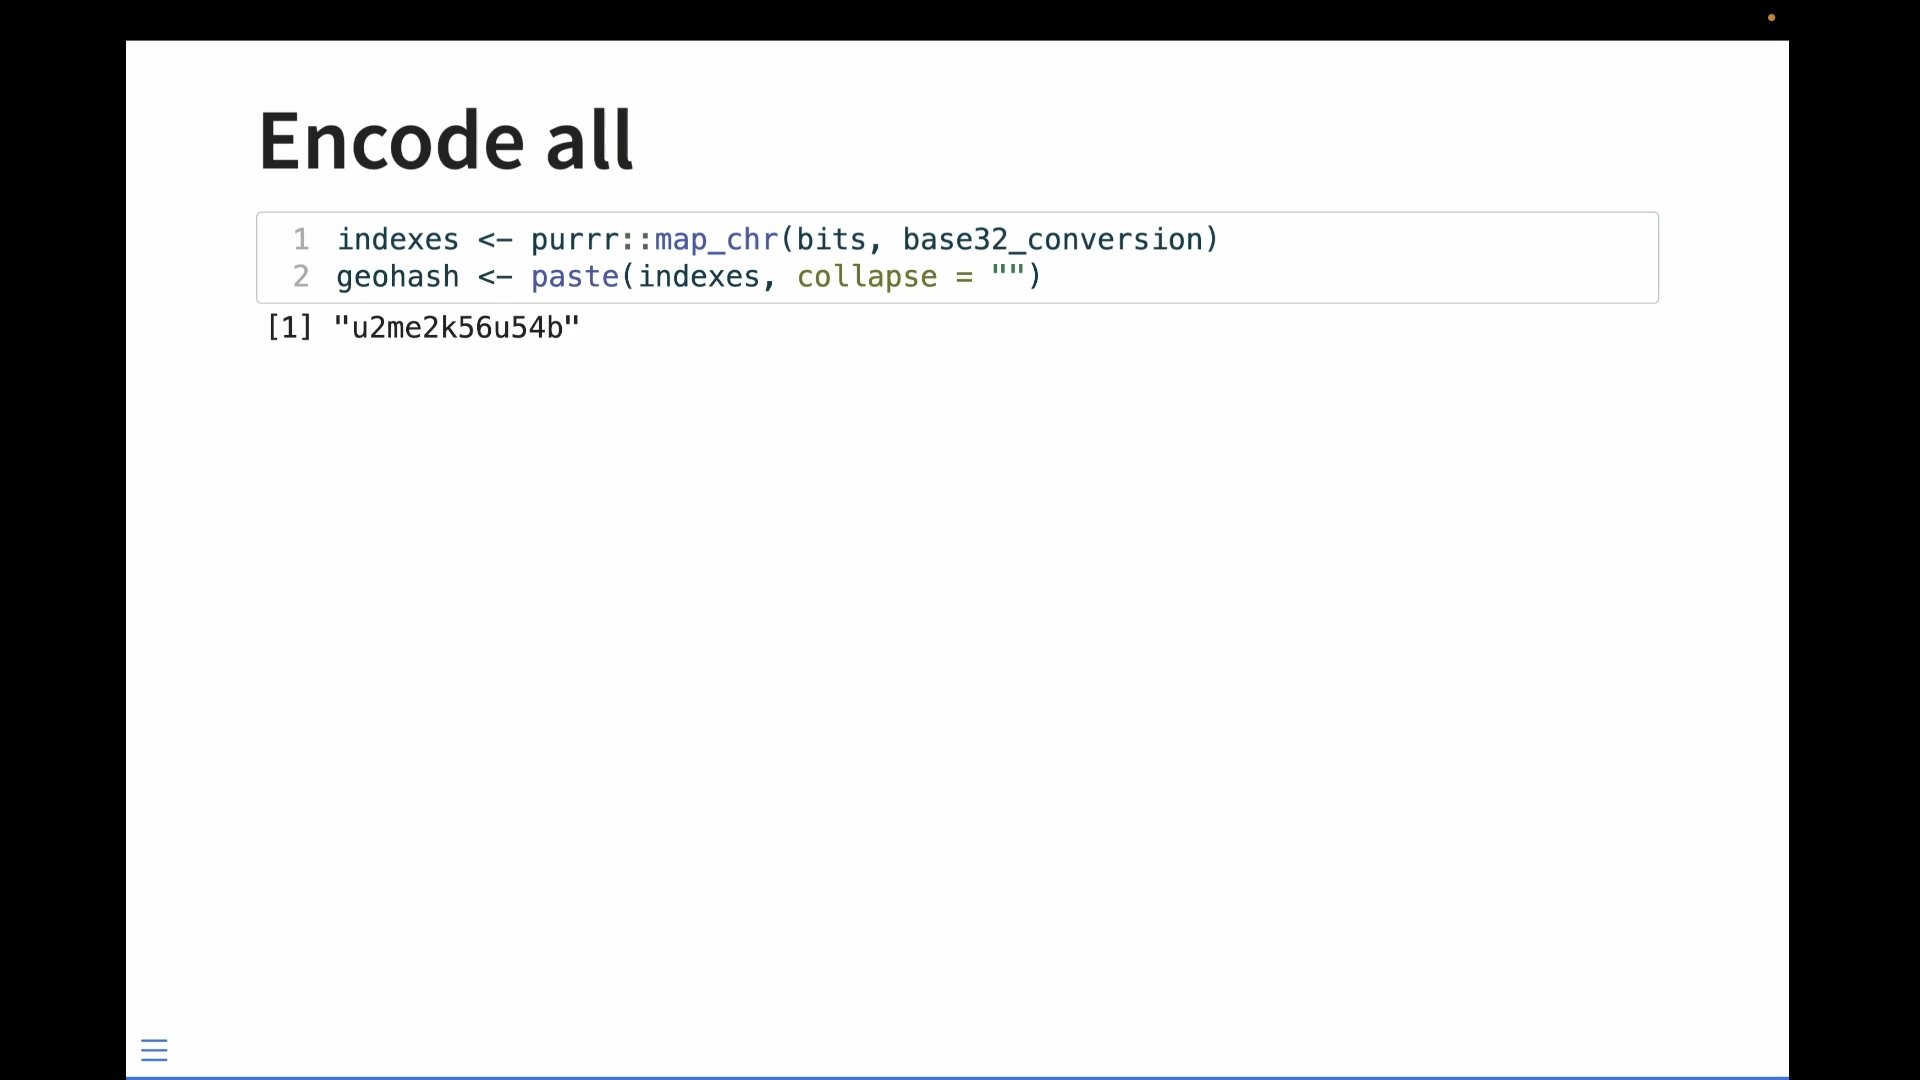 Encode all
1 indexes <- purrr::map_chr(bits, base32_conversion)
2 geohash <- paste(indexes, collapse = "")
[1] "u2me2k56u54b"